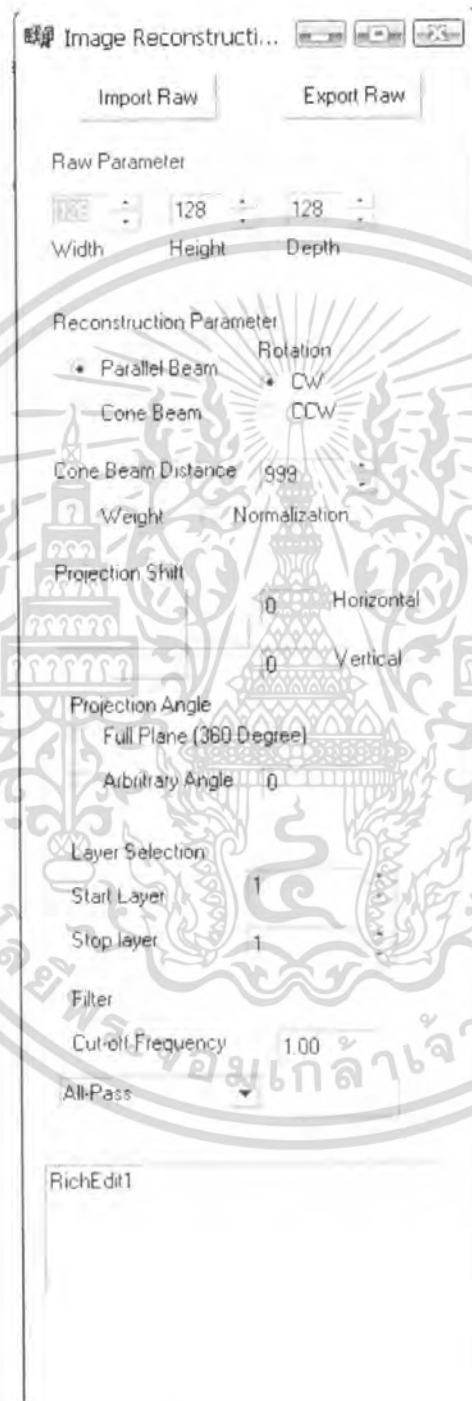 Image Reconstructi...
Import Raw Export Raw
Raw Parameter
128 128 128
Width Height Depth
Reconstruction Parameter
Rotation
Parallel Beam CW
Cone Beam CCW
Cone Beam Distance 999
Weight Normalization
Projection Shift
0 Horizontal
0 Vertical
Projection Angle
Full Plane (360 Degree)
Arbritrary Angle 0
Layer Selection
Start Layer 1
Stop layer 1
Filter
Cut-off Frequency 1.00
All-Pass
RichEdit1